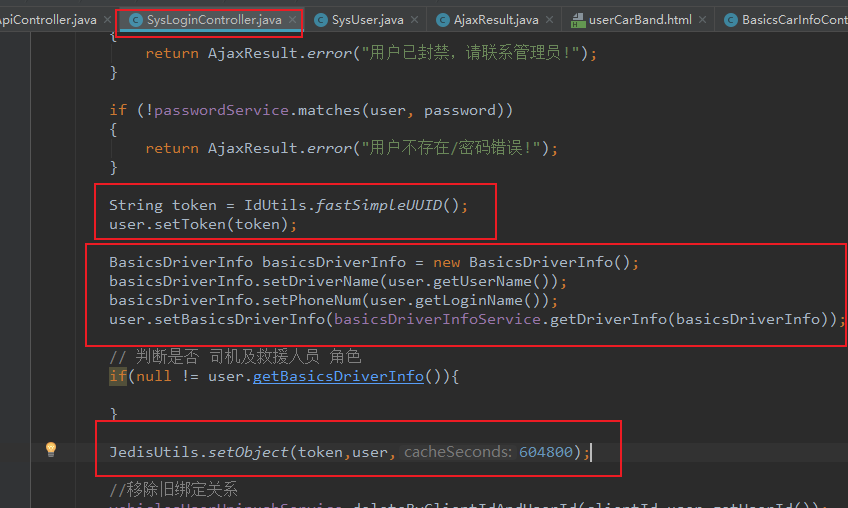 piController.java × SysLoginController.java × SysUser.java × AjaxResult.java × userCarBand.html × BasicsCarInfoCont
{
return AjaxResult.error("用户已封禁，请联系管理员!");
}
if (!passwordService.matches(user, password))
{
return AjaxResult.error("用户不存在/密码错误!");
}
String token = IdUtils.fastSimpleUUID();
user.setToken(token);
BasicsDriverInfo basicsDriverInfo = new BasicsDriverInfo();
basicsDriverInfo.setDriverName(user.getUserName());
basicsDriverInfo.setPhoneNum(user.getLoginName());
user.setBasicsDriverInfo(basicsDriverInfoService.getDriverInfo(basicsDriverInfo));
// 判断是否 司机及救援人员 角色
if(null != user.getBasicsDriverInfo()){
}
JedisUtils.setObject(token,user, cacheSeconds: 604800);
//移除旧绑定关系